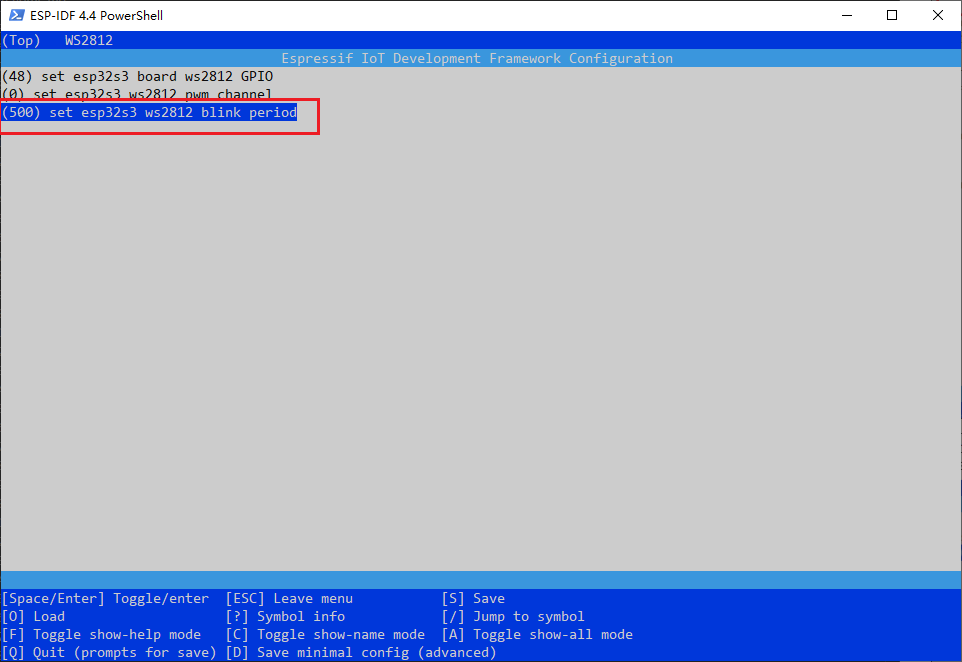 ESP-IDF 4.4 PowerShell
(Top) WS2812
Espressif IoT Development Framework Configuration
(48) set esp32s3 board ws2812 GPIO
(0) set esp32s3 ws2812 pwm channel
(500) set esp32s3 ws2812 blink period
[Space/Enter] Toggle/enter [ESC] Leave menu [S] Save
[O] Load [?] Symbol info [/] Jump to symbol
[F] Toggle show-help mode [C] Toggle show-name mode [A] Toggle show-all mode
[Q] Quit (prompts for save) [D] Save minimal config (advanced)